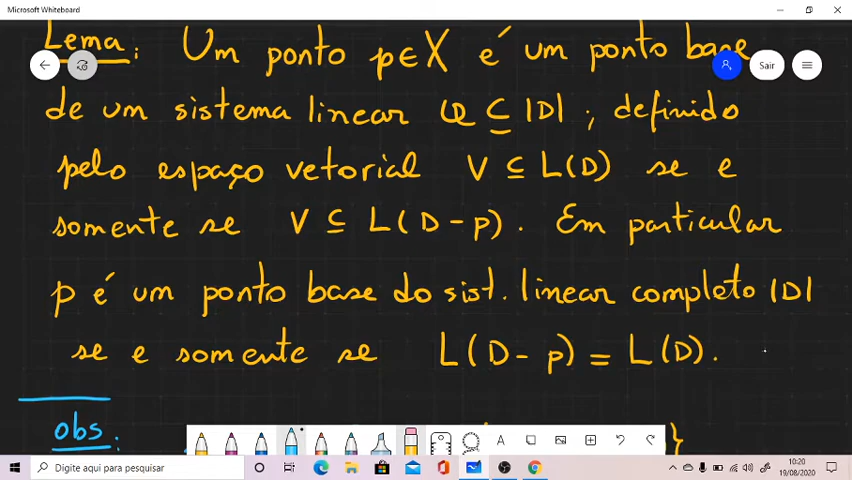 Microsoft Whiteboard
Lema: Um ponto p∈X é um ponto base
Sair
de um sistema linear Q ⊆ |D|, definido
pelo espaço vetorial V ⊆ L(D) se e
somente se V ⊆ L(D-p). Em particular
p é um ponto base do sist. linear completo |D|
se e somente se L(D-p) = L(D).
obs:
Digite aqui para pesquisar
10:20
19/08/2020